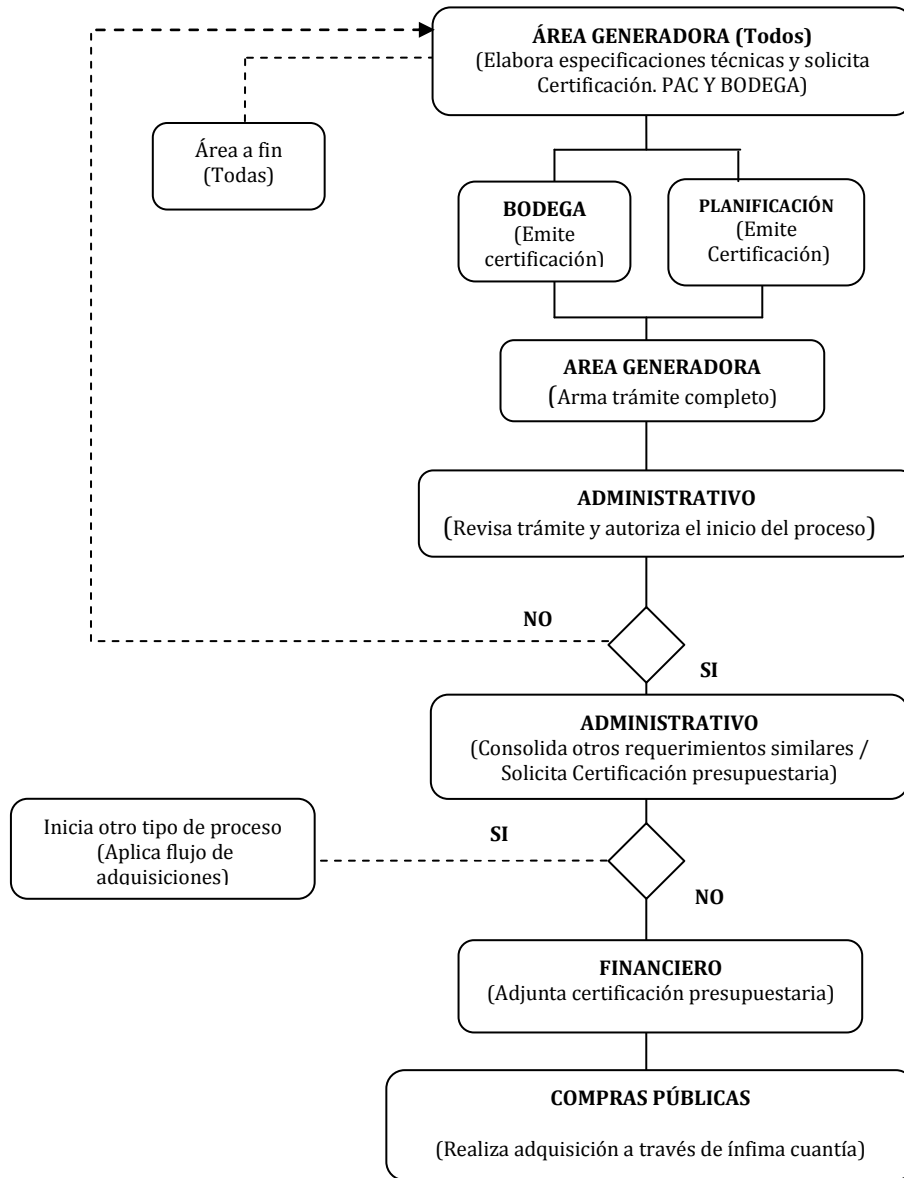 ÁREA GENERADORA (Todos)
(Elabora especificaciones técnicas y solicita
Certificación. PAC Y BODEGA)
Área a fin
(Todas)
BODEGA
(Emite
certificación)
PLANIFICACIÓN
(Emite
Certificación)
AREA GENERADORA
(Arma trámite completo)
ADMINISTRATIVO
(Revisa trámite y autoriza el inicio del proceso)
NO
SI
ADMINISTRATIVO
(Consolida otros requerimientos similares /
Solicita Certificación presupuestaria)
Inicia otro tipo de proceso
(Aplica flujo de
adquisiciones)
SI
NO
FINANCIERO
(Adjunta certificación presupuestaria)
COMPRAS PÚBLICAS
(Realiza adquisición a través de ínfima cuantía)